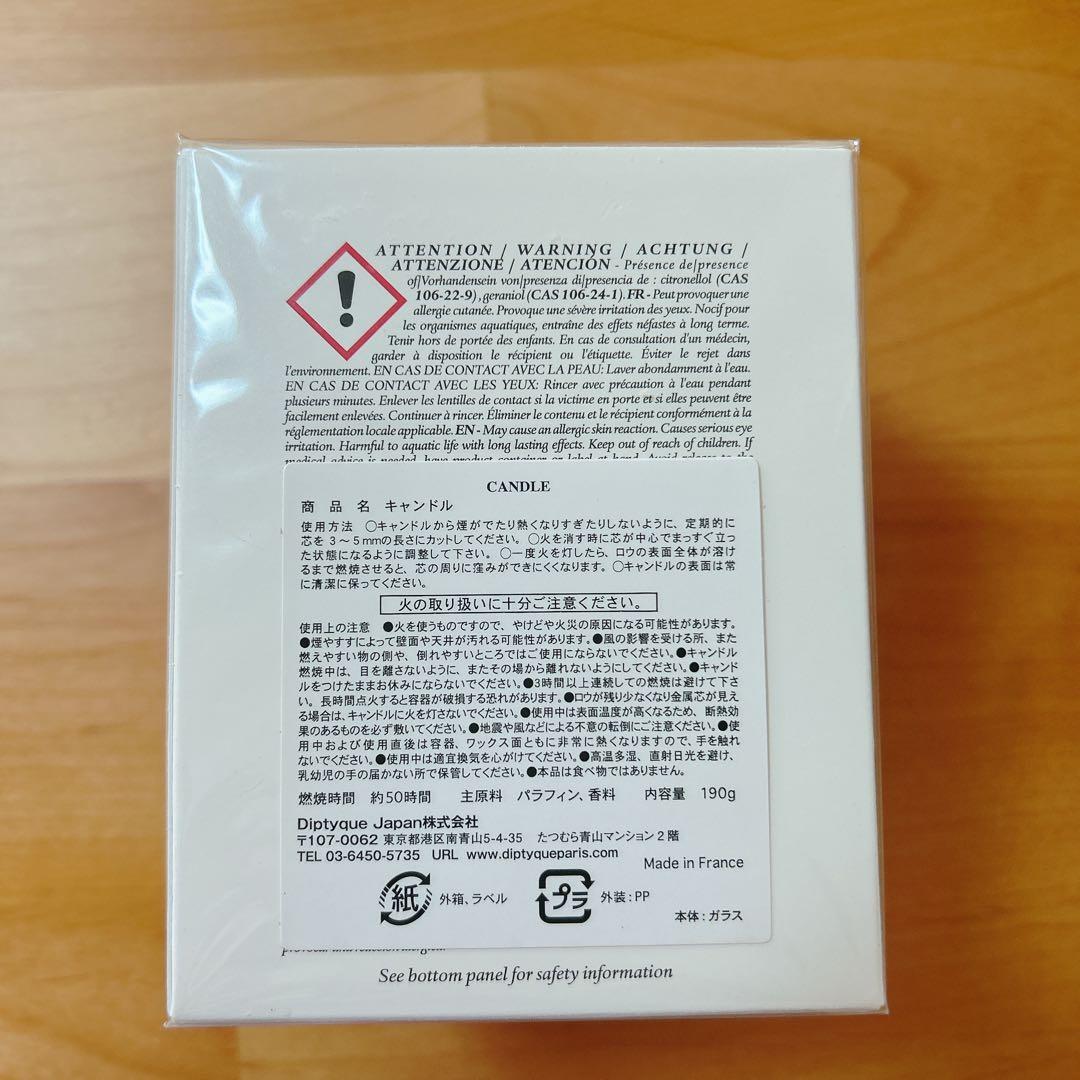 ATTENTION / WARNING / ACHTUNG /
ATTENZIONE / ATENCIÓN - Présence de/presence
of/Vorhandensein von/presenza di/presencia de : citronellol (CAS
106-22-9), geraniol (CAS 106-24-1). FR - Peut provoquer une
allergie cutanée. Provoque une sévère irritation des yeux. Nocif pour
les organismes aquatiques, entraîne des effets néfastes à long terme.
Tenir hors de portée des enfants. En cas de consultation d'un médecin,
garder à disposition le récipient ou l'étiquette. Éviter le rejet dans
l'environnement. EN CAS DE CONTACT AVEC LA PEAU: Laver abondamment à l'eau.
EN CAS DE CONTACT AVEC LES YEUX: Rincer avec précaution à l'eau pendant
plusieurs minutes. Enlever les lentilles de contact si la victime en porte et si elles peuvent être
facilement enlevées. Continuer à rincer. Éliminer le contenu et le récipient conformément à la
réglementation locale applicable. EN - May cause an allergic skin reaction. Causes serious eye
irritation. Harmful to aquatic life with long lasting effects. Keep out of reach of children. If
medical advice is needed, have product container or label at hand. Avoid release to the
CANDLE
商品名 キャンドル
使用方法 ○キャンドルから煙がでたり熱くなりすぎたりしないように、定期的に
芯を3～5mmの長さにカットしてください。○火を消す時に芯が中心でまっすぐ立っ
た状態になるように調整して下さい。○一度火を灯したら、ロウの表面全体が溶け
るまで燃焼させると、芯の周りに窪みができにくくなります。○キャンドルの表面は常
に清潔に保ってください。
火の取り扱いに十分ご注意ください。
使用上の注意 ●火を使うものですので、やけどや火災の原因になる可能性があります。
●煙やすすによって壁面や天井が汚れる可能性があります。●風の影響を受ける所、また
燃えやすい物の側や、倒れやすいところではご使用にならないでください。●キャンドル
燃焼中は、目を離さないように、またその場から離れないようにしてください。●キャンド
ルをつけたままお休みにならないでください。●3時間以上連続しての燃焼は避けて下さ
い。長時間点火すると容器が破損する恐れがあります。●ロウが残り少なくなり金属芯が見え
る場合は、キャンドルに火を灯さないでください。●使用中は表面温度が高くなるため、断熱効
果のあるものを必ず敷いてください。●地震や風などによる不意の転倒にご注意ください。●使
用中および使用直後は容器、ワックス面ともに非常に熱くなりますので、手を触れ
ないでください。●使用中は適宜換気を心がけてください。●高温多湿、直射日光を避け、
乳幼児の手の届かない所で保管してください。●本品は食べ物ではありません。
燃焼時間 約50時間 主原料 パラフィン、香料 内容量 190g
Diptyque Japan株式会社
〒107-0062 東京都港区南青山5-4-35 たつむら青山マンション2階
TEL 03-6450-5735 URL www.diptyqueparis.com
Made in France
紙 外箱、ラベル プラ 外装:PP
本体:ガラス
See bottom panel for safety information